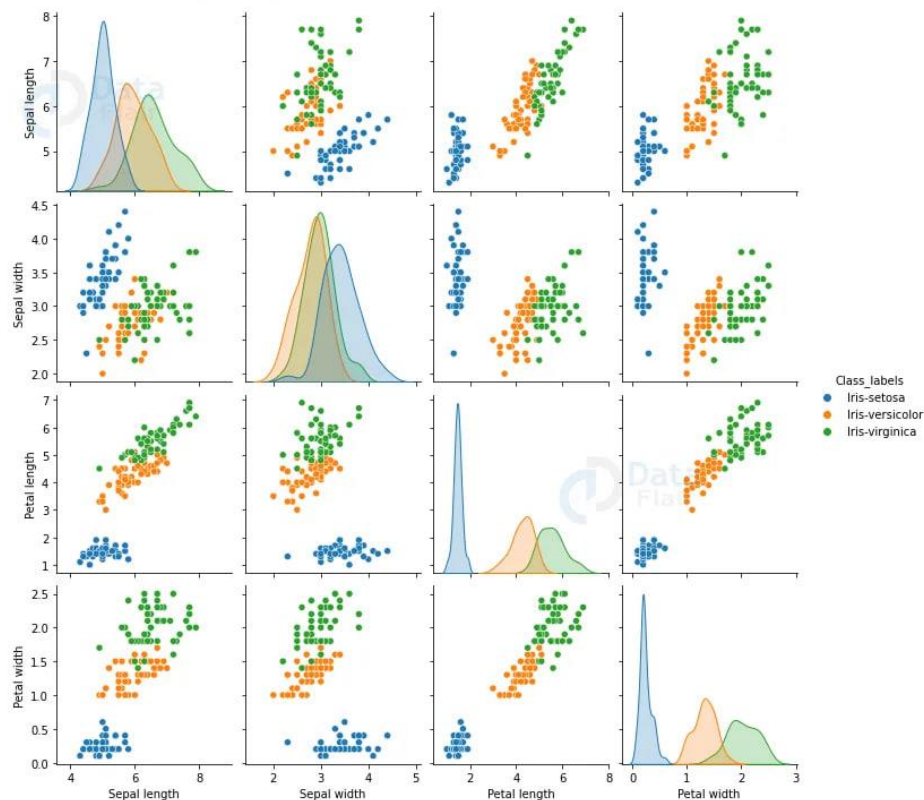 8
7
6
5
Sepal length
Data
Flair
4.5
4.0
3.5
3.0
2.5
2.0
Sepal width
Class_labels
Iris-setosa
Iris-versicolor
Iris-virginica
7
6
5
4
3
2
1
Petal length
Data
Flair
2.5
2.0
1.5
1.0
0.5
0.0
Petal width
4 6 8
Sepal length
2 3 4 5
Sepal width
2 4 6 8
Petal length
0 1 2 3
Petal width